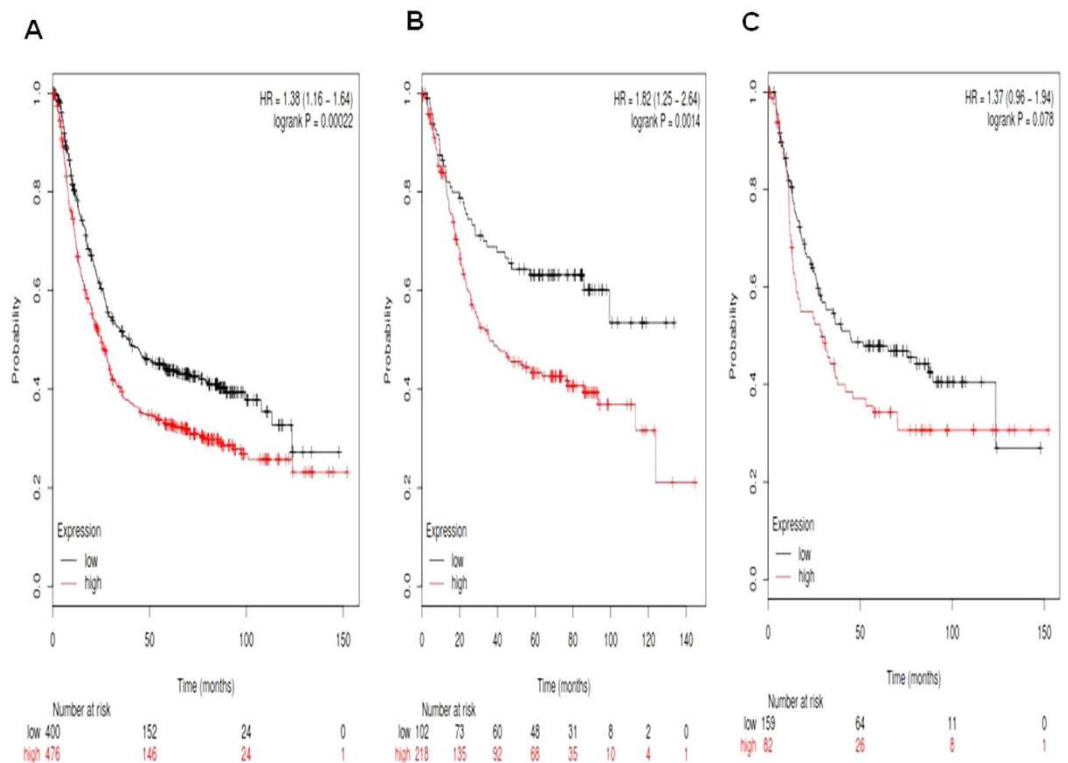 A
B
C
HR = 1.38 (1.16 – 1.64)
logrank P = 0.00022
Probability
1.0
0.8
0.6
0.4
0.2
0.0
Expression
low
high
0 50 100 150
Time (months)
Number at risk
low 400 152 24 0
high 476 146 24 1
HR = 1.82 (1.25 – 2.64)
logrank P = 0.0014
Probability
1.0
0.8
0.6
0.4
0.2
0.0
Expression
low
high
0 20 40 60 80 100 120 140
Time (months)
Number at risk
low 102 73 60 48 31 8 2 0
high 218 135 92 68 35 10 4 1
HR = 1.37 (0.96 – 1.94)
logrank P = 0.078
Probability
1.0
0.8
0.6
0.4
0.2
0.0
Expression
low
high
0 50 100 150
Time (months)
Number at risk
low 159 64 11 0
high 82 26 8 1